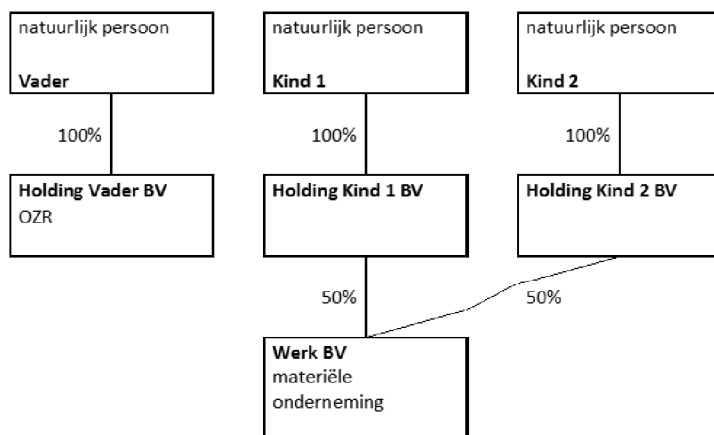 natuurlijk persoon
Vader
natuurlijk persoon
Kind 1
natuurlijk persoon
Kind 2
100%
100%
100%
Holding Vader BV
OZR
Holding Kind 1 BV
Holding Kind 2 BV
50%
50%
Werk BV
materiële
onderneming